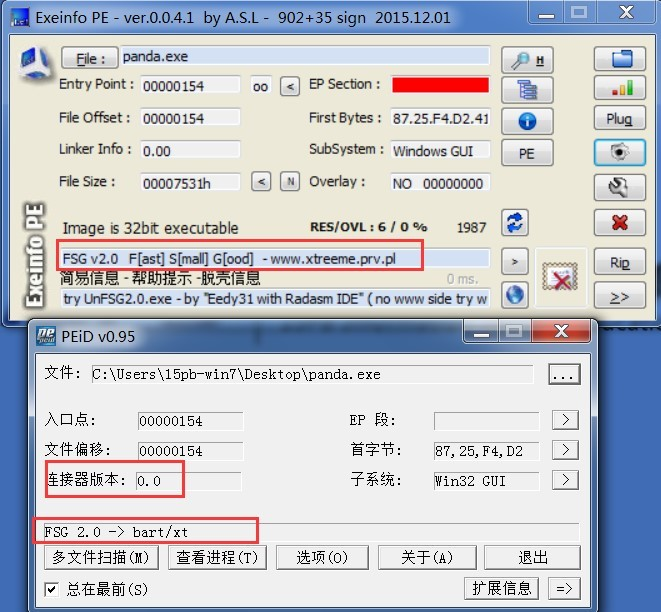 Exeinfo PE - ver.0.0.4.1 by A.S.L - 902+35 sign 2015.12.01
File : panda.exe H
Entry Point : 00000154 oo < EP Section :
File Offset : 00000154 First Bytes : 87.25.F4.D2.41 Plug
Linker Info : 0.00 SubSystem : Windows GUI PE
File Size : 00007531h < N Overlay : NO 00000000
Image is 32bit executable RES/OVL : 6 / 0 % 1987
FSG v2.0 F[ast] S[mall] G[ood] - www.xtreeme.prv.pl > Rip
简易信息 - 帮助提示 -脱壳信息 0 ms.
try UnFSG2.0.exe - by "Eedy31 with Radasm IDE" ( no www side try w >>
Exeinfo PE
PEiD v0.95
文件: C:\Users\15pb-win7\Desktop\panda.exe ...
入口点: 00000154 EP 段: >
文件偏移: 00000154 首字节: 87,25,F4,D2 >
连接器版本: 0.0 子系统: Win32 GUI >
FSG 2.0 -> bart/xt
多文件扫描(M) 查看进程(T) 选项(O) 关于(A) 退出
总在最前(S) 扩展信息 =>